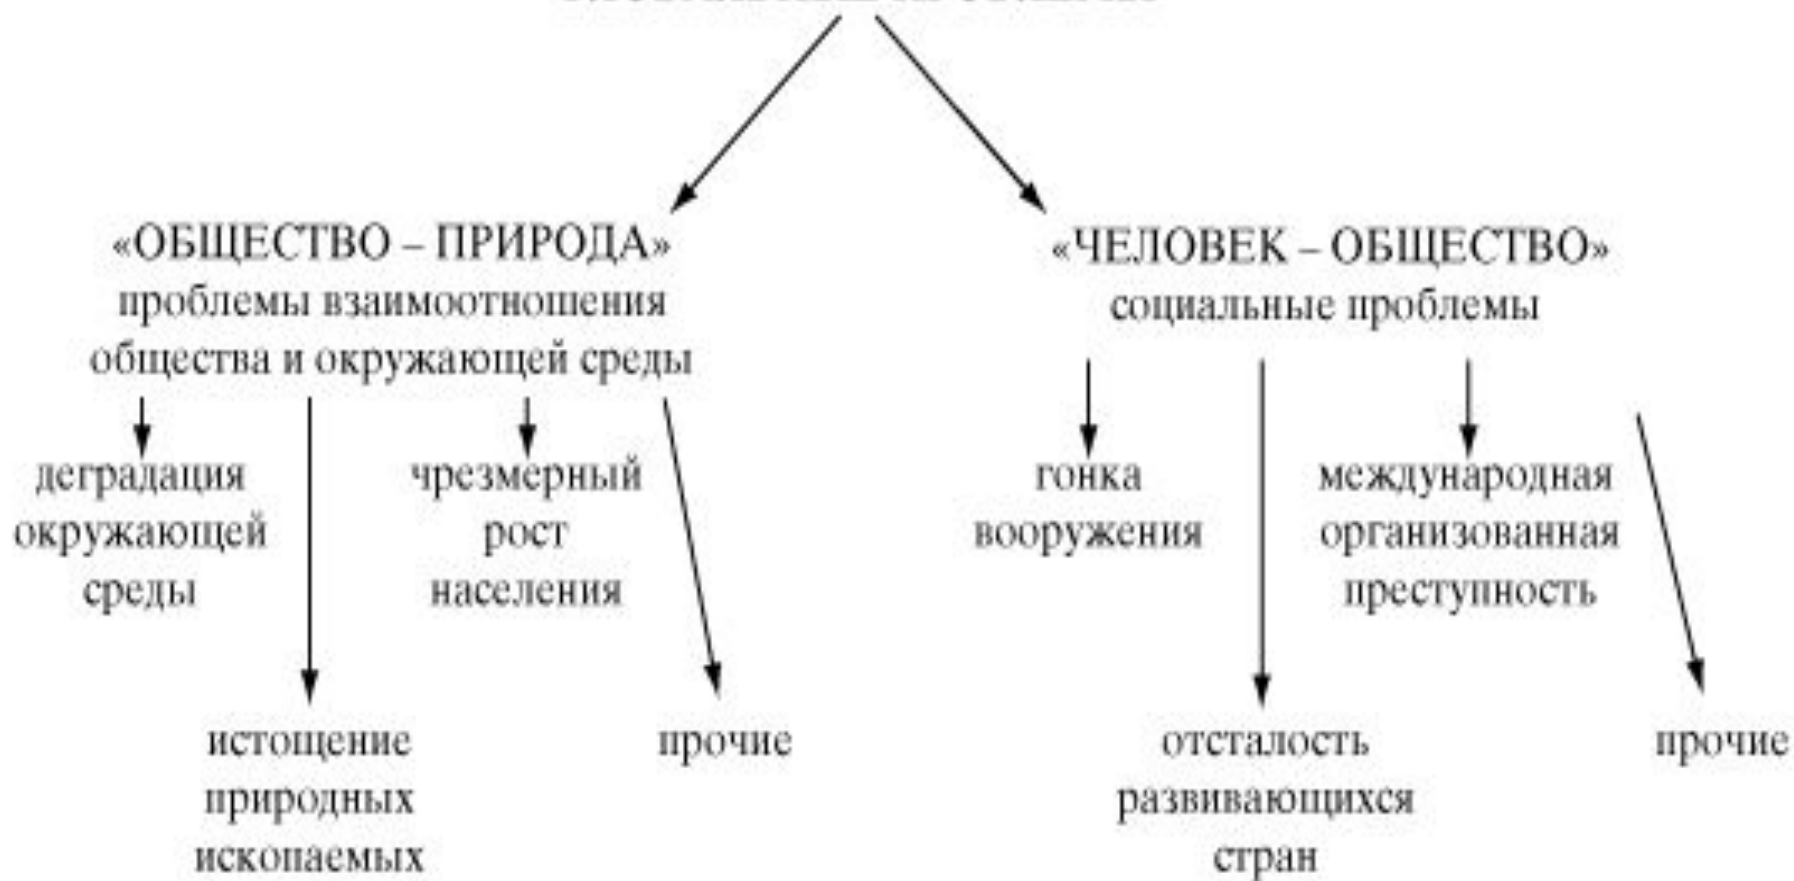 «ОБЩЕСТВО – ПРИРОДА»
проблемы взаимоотношения
общества и окружающей среды
деградация
окружающей
среды
чрезмерный
рост
населения
истощение
природных
ископаемых
прочие
«ЧЕЛОВЕК – ОБЩЕСТВО»
социальные проблемы
гонка
вооружения
международная
организованная
преступность
отсталость
развивающихся
стран
прочие